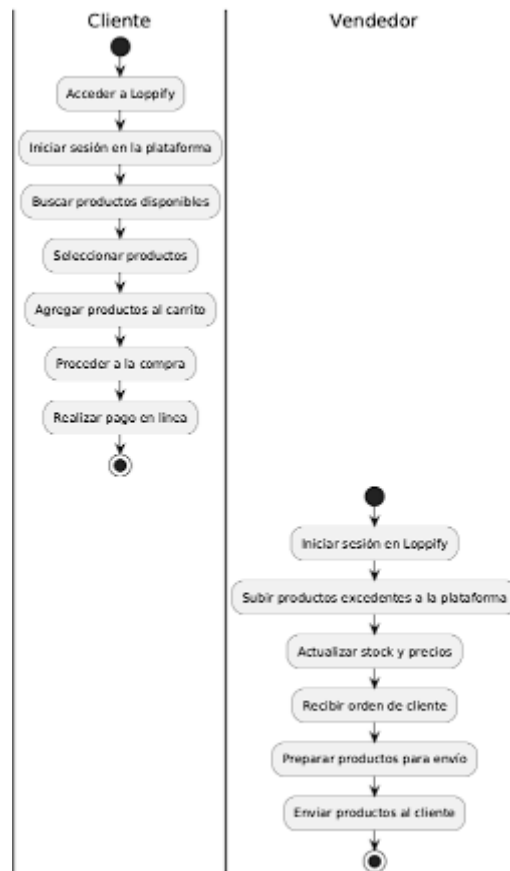 Cliente
Vendedor
Acceder a Loppify
Iniciar sesión en la plataforma
Buscar productos disponibles
Seleccionar productos
Agregar productos al carrito
Proceder a la compra
Realizar pago en línea
Iniciar sesión en Loppify
Subir productos excedentes a la plataforma
Actualizar stock y precios
Recibir orden de cliente
Preparar productos para envío
Enviar productos al cliente